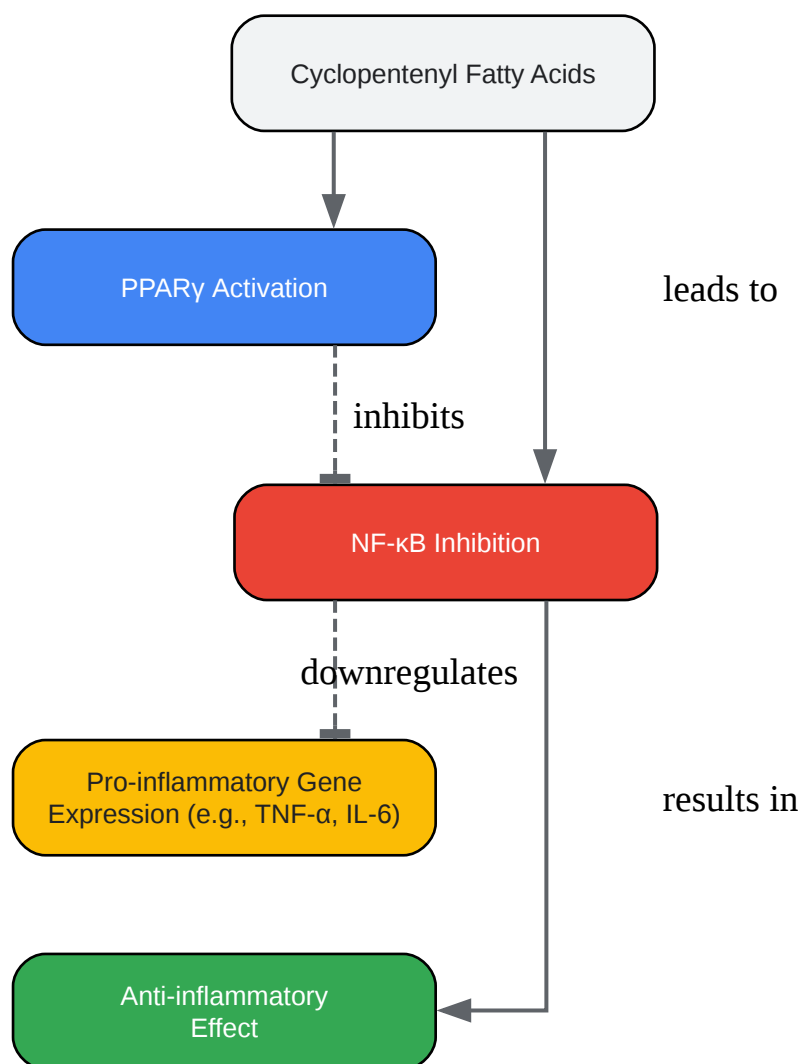 Cyclopentenyl Fatty Acids
PPARγ Activation
leads to
inhibits
NF-κB Inhibition
downregulates
Pro-inflammatory Gene
Expression (e.g., TNF-α, IL-6)
results in
Anti-inflammatory
Effect